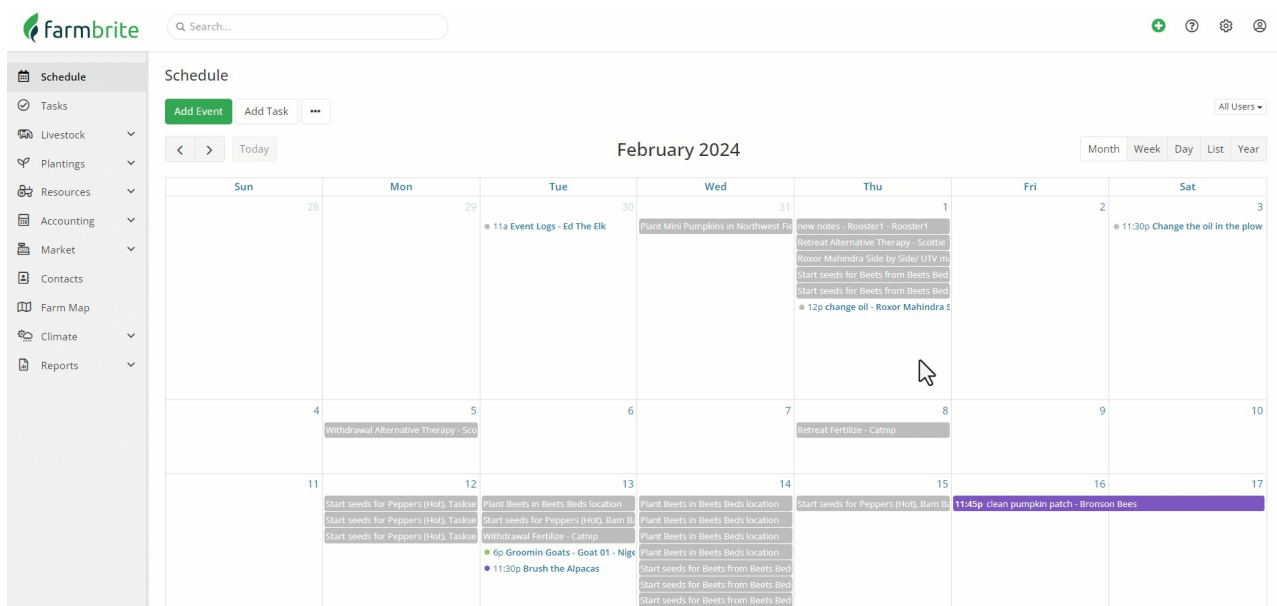 farmbrite
Search...
Schedule
Tasks
Livestock
Plantings
Resources
Accounting
Market
Contacts
Farm Map
Climate
Reports
Schedule
Add Event Add Task •••
All Users
Today
February 2024
Month Week Day List Year
Sun Mon Tue Wed Thu Fri Sat
28 29 30 31 1 2 3
11a Event Logs - Ed The Elk
Plant Mini Pumpkins in Northwest Fie
new notes - Rooster1 - Rooster1
Retreat Alternative Therapy - Scottie
Roxor Mahindra Side by Side/ UTV m
Start seeds for Beets from Beets Bed
Start seeds for Beets from Beets Bed
12p change oil - Roxor Mahindra S
11:30p Change the oil in the plow
4 5 6 7 8 9 10
Withdrawal Alternative Therapy - Sco
Retreat Fertilize - Catnip
11 12 13 14 15 16 17
Start seeds for Peppers (Hot), Taskse
Start seeds for Peppers (Hot), Taskse
Start seeds for Peppers (Hot), Taskse
Plant Beets in Beets Beds location
Start seeds for Peppers (Hot), Bam B
Withdrawal Fertilize - Catnip
6p Groomin Goats - Goat 01 - Nige
11:30p Brush the Alpacas
Plant Beets in Beets Beds location
Plant Beets in Beets Beds location
Plant Beets in Beets Beds location
Plant Beets in Beets Beds location
Start seeds for Beets from Beets Bed
Start seeds for Beets from Beets Bed
Start seeds for Beets from Beets Bed
Start seeds for Peppers (Hot), Bam B
11:45p clean pumpkin patch - Bronson Bees